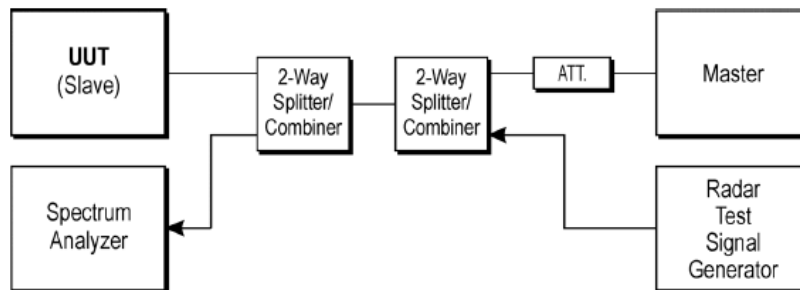 UUT
(Slave)
2-Way
Splitter/
Combiner
2-Way
Splitter/
Combiner
ATT.
Master
Spectrum
Analyzer
Radar
Test
Signal
Generator